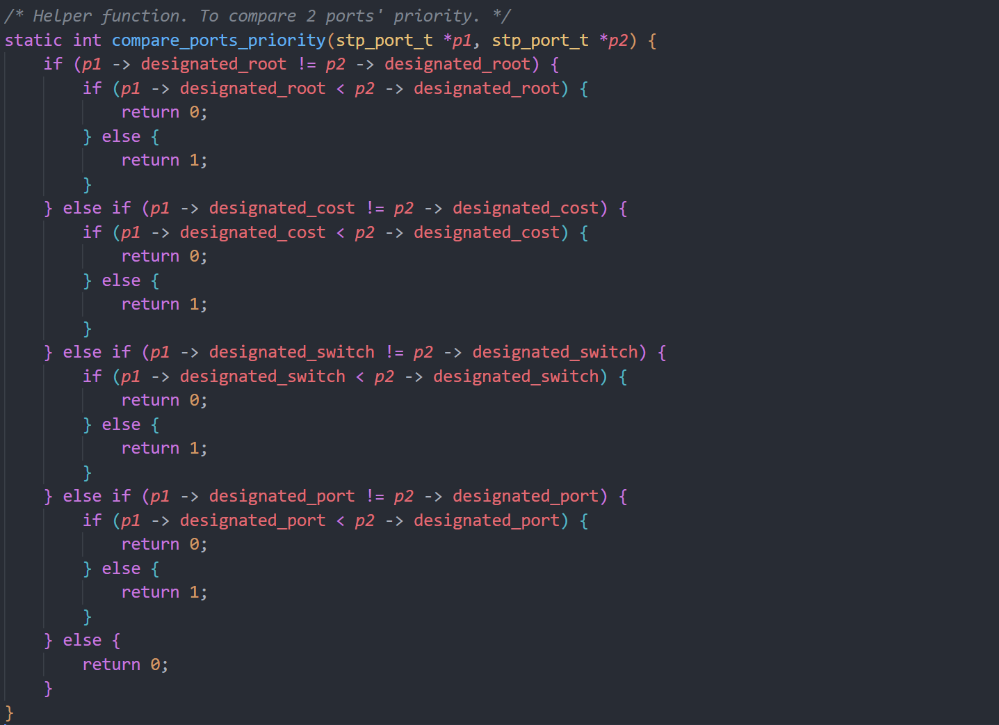 /* Helper function. To compare 2 ports' priority. */
static int compare_ports_priority(stp_port_t *p1, stp_port_t *p2) {
    if (p1 -> designated_root != p2 -> designated_root) {
        if (p1 -> designated_root < p2 -> designated_root) {
            return 0;
        } else {
            return 1;
        }
    } else if (p1 -> designated_cost != p2 -> designated_cost) {
        if (p1 -> designated_cost < p2 -> designated_cost) {
            return 0;
        } else {
            return 1;
        }
    } else if (p1 -> designated_switch != p2 -> designated_switch) {
        if (p1 -> designated_switch < p2 -> designated_switch) {
            return 0;
        } else {
            return 1;
        }
    } else if (p1 -> designated_port != p2 -> designated_port) {
        if (p1 -> designated_port < p2 -> designated_port) {
            return 0;
        } else {
            return 1;
        }
    } else {
        return 0;
    }
}